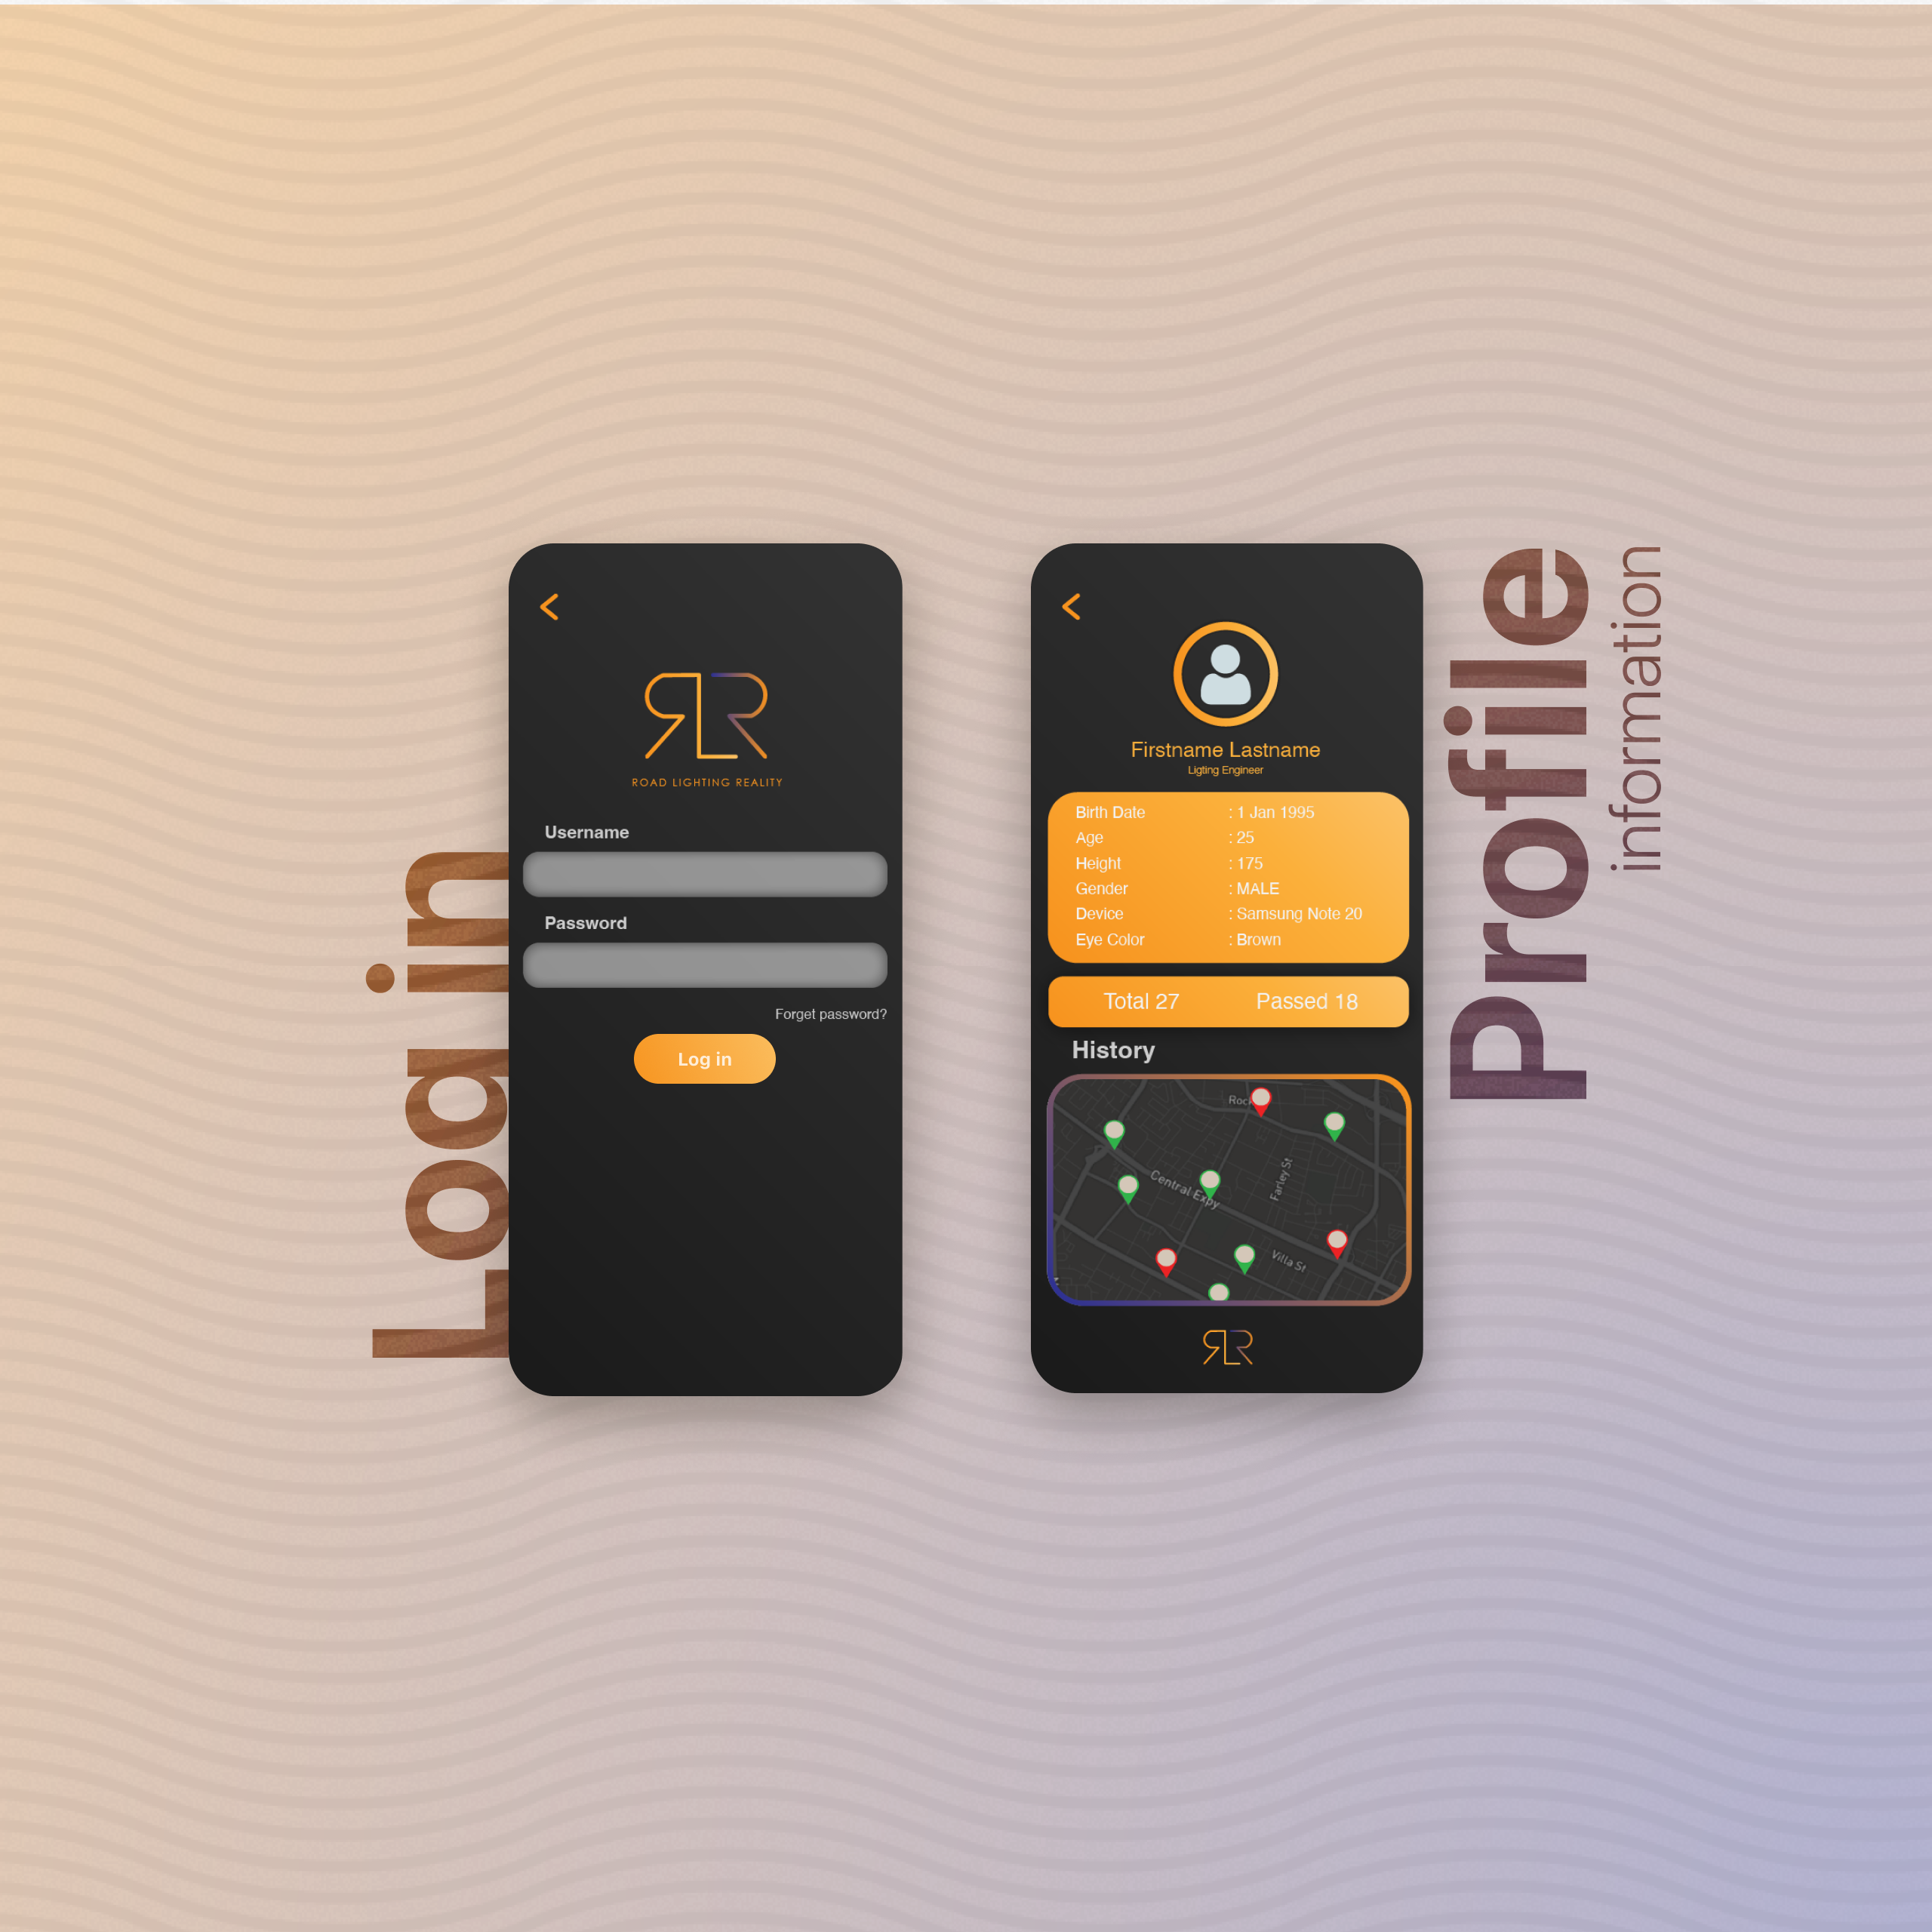 Log in
RLR
ROAD LIGHTING REALITY
Username
Password
Forget password?
Log in
Firstname Lastname
Ligting Engineer
Birth Date : 1 Jan 1995
Age : 25
Height : 175
Gender : MALE
Device : Samsung Note 20
Eye Color : Brown
Total 27 Passed 18
History
Central Expy
Farley St
Villa St
RLR
Profile
information